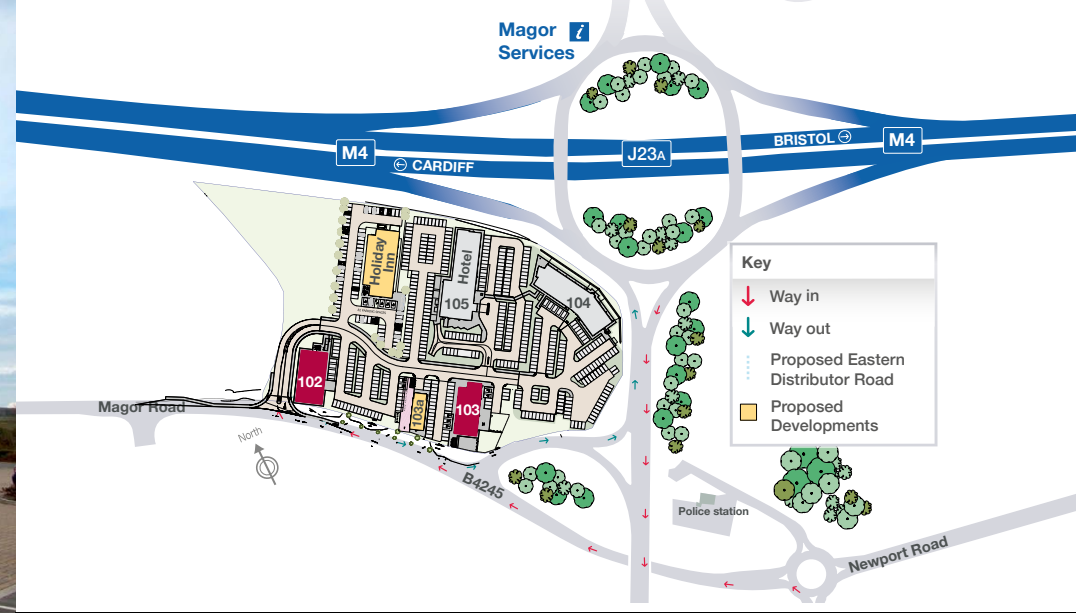 Magor i
Services
M4
CARDIFF
J23A
BRISTOL
M4
Holiday
Inn
Hotel
105
104
102
103a
103
Magor Road
North
B4245
Police station
Newport Road
Key
Way in
Way out
Proposed Eastern
Distributor Road
Proposed
Developments